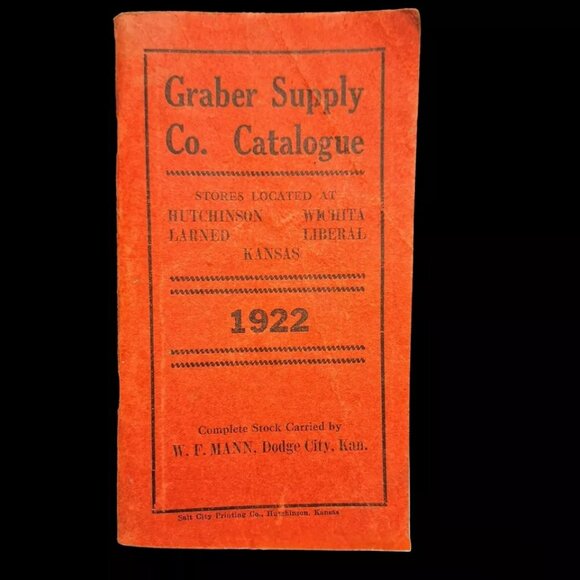 Graber Supply
Co. Catalogue
STORES LOCATED AT
HUTCHINSON WICHITA
LARNED LIBERAL
KANSAS
1922
Complete Stock Carried by
W. F. MANN, Dodge City, Kan.
Salt City Printing Co., Hutchinson, Kansas